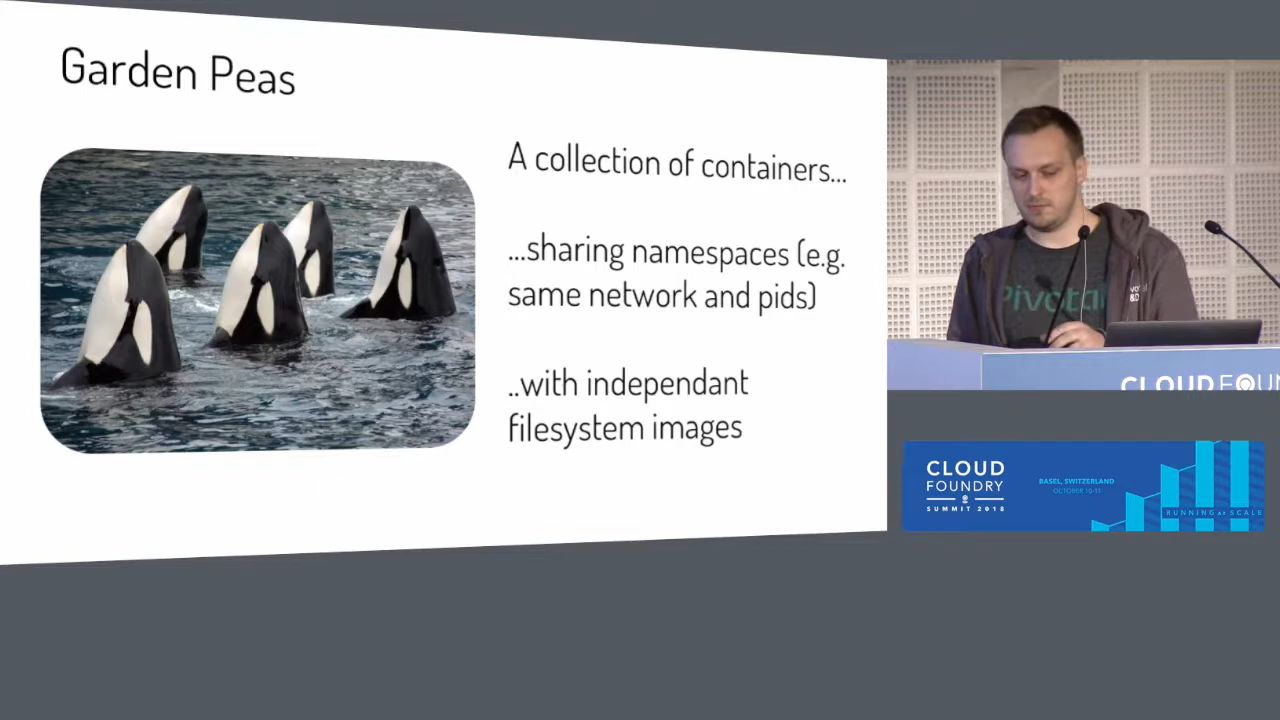 Garden Peas
A collection of containers...
...sharing namespaces (e.g.
same network and pids)
..with independant
filesystem images
Pivotal
CLOUD FOUN
CLOUD
FOUNDRY
SUMMIT 2018
BASEL, SWITZERLAND
OCTOBER 10-11
RUNNING AT SCALE